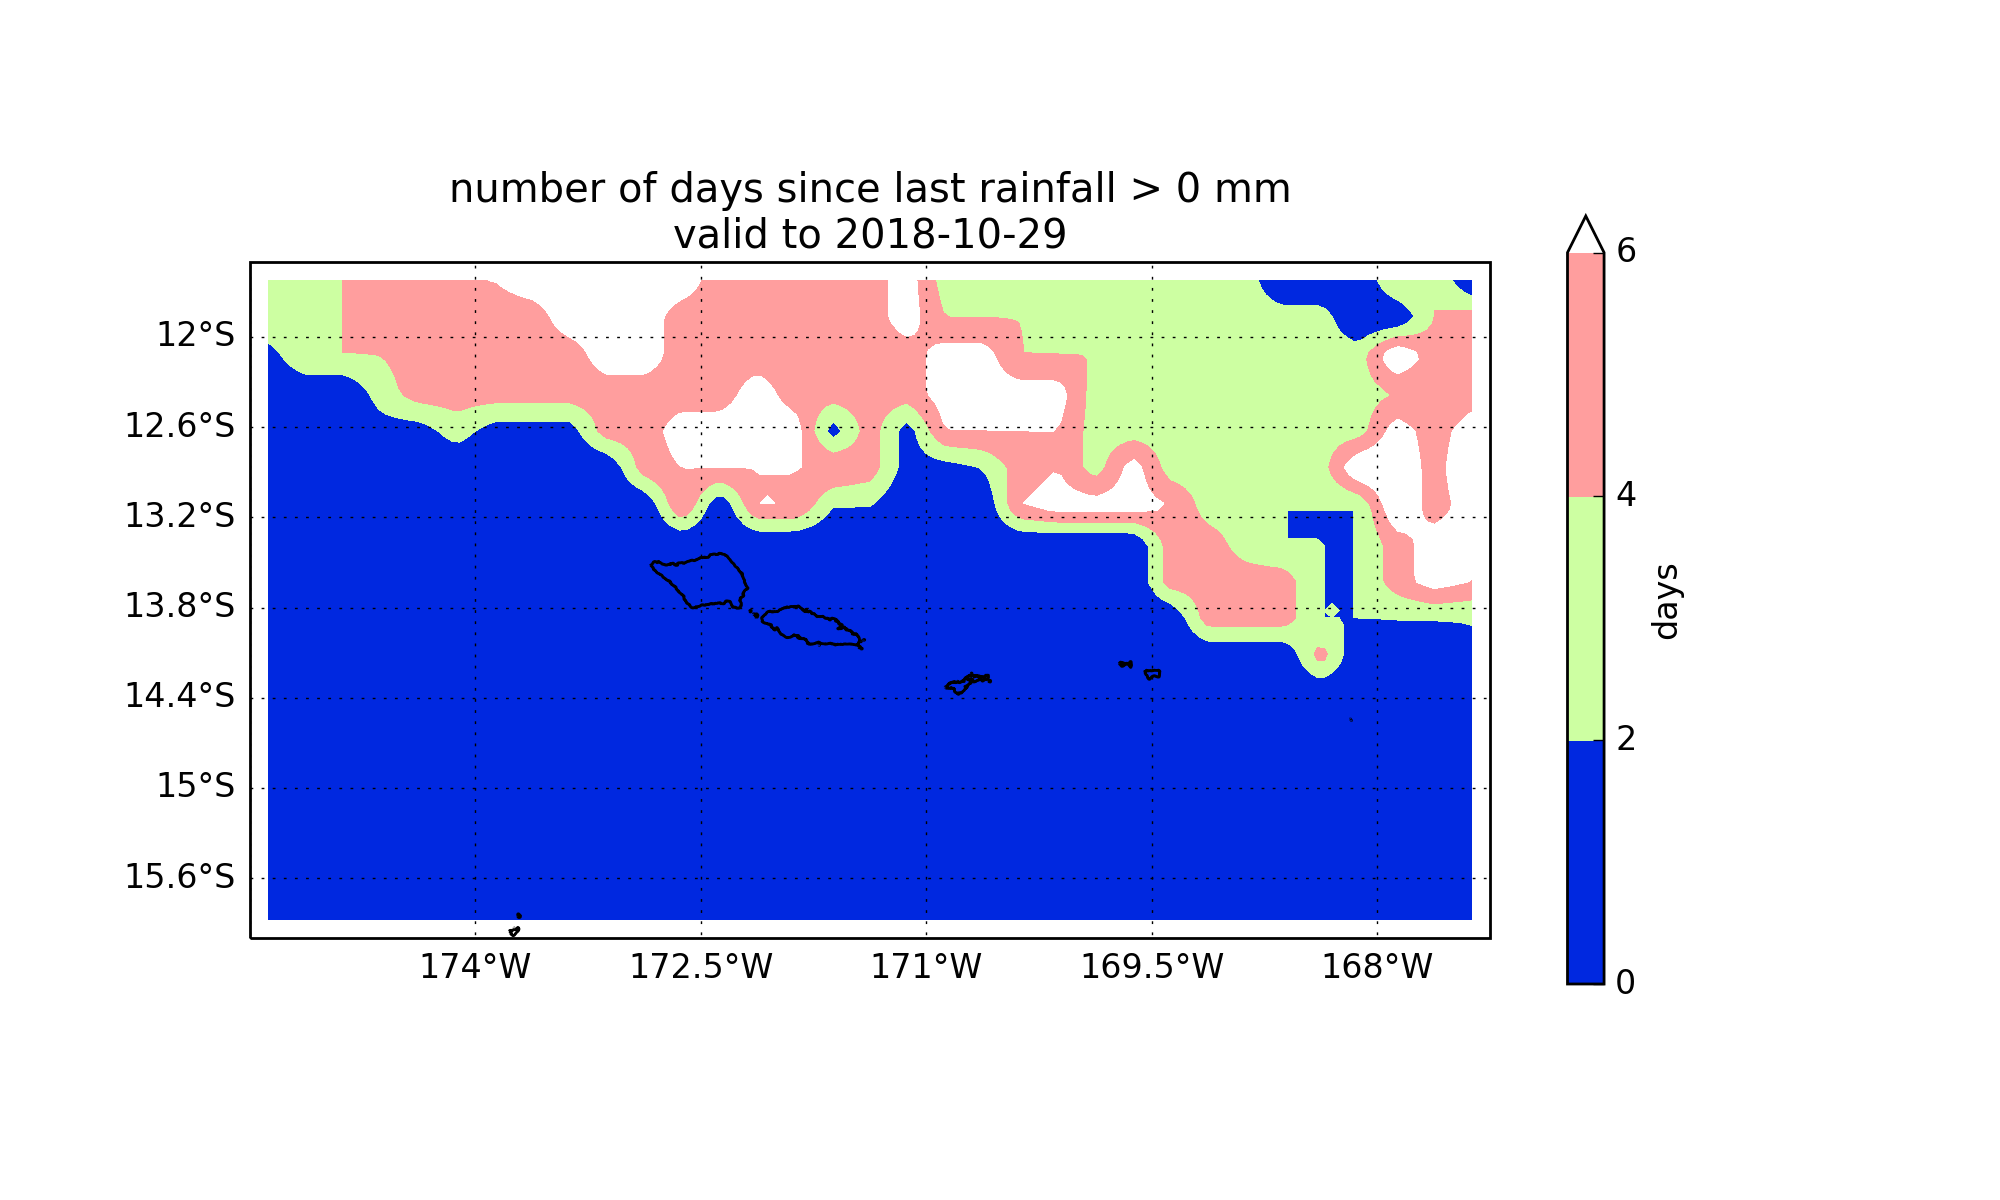 number of days since last rainfall > 0 mm
valid to 2018-10-29
12°S
12.6°S
13.2°S
13.8°S
14.4°S
15°S
15.6°S
174°W
172.5°W
171°W
169.5°W
168°W
6
4
2
0
days